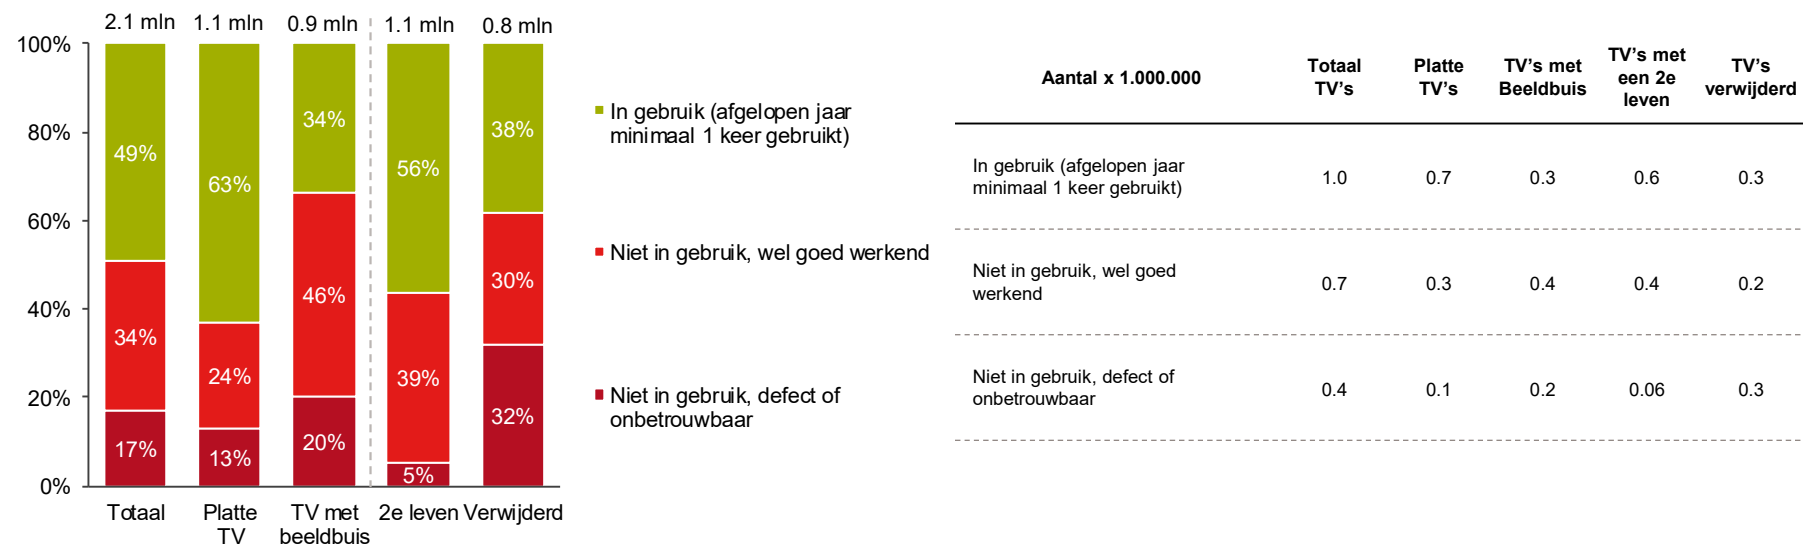 2.1 mln 1.1 mln 0.9 mln 1.1 mln 0.8 mln
100%
80%
60%
40%
20%
0%
49% 63% 34% 56% 38%
34% 24% 46% 39% 30%
17% 13% 20% 5% 32%
Totaal Platte TV met 2e leven Verwijderd
TV beeldbuis
In gebruik (afgelopen jaar
minimaal 1 keer gebruikt)
Niet in gebruik, wel goed werkend
Niet in gebruik, defect of
onbetrouwbaar
Aantal x 1.000.000
Totaal
TV’s
Platte
TV’s
TV’s met
Beeldbuis
TV’s met
een 2e
leven
TV’s
verwijderd
In gebruik (afgelopen jaar
minimaal 1 keer gebruikt)
1.0 0.7 0.3 0.6 0.3
Niet in gebruik, wel goed
werkend
0.7 0.3 0.4 0.4 0.2
Niet in gebruik, defect of
onbetrouwbaar
0.4 0.1 0.2 0.06 0.3